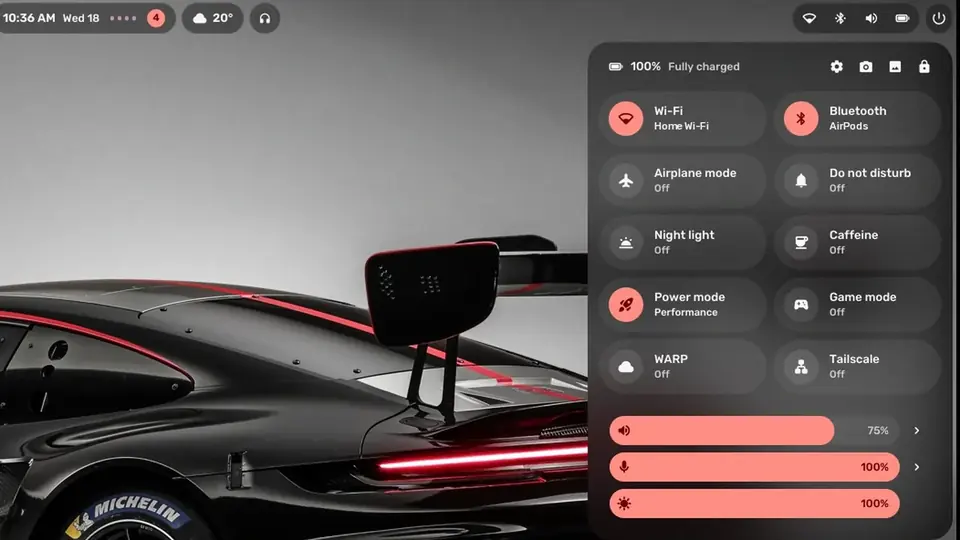 10:36 AM Wed 18 4
20°
100% Fully charged
Wi-Fi
Home Wi-Fi
Bluetooth
AirPods
Airplane mode
Off
Do not disturb
Off
Night light
Off
Caffeine
Off
Power mode
Performance
Game mode
Off
WARP
Off
Tailscale
Off
75%
100%
100%
MICHELIN